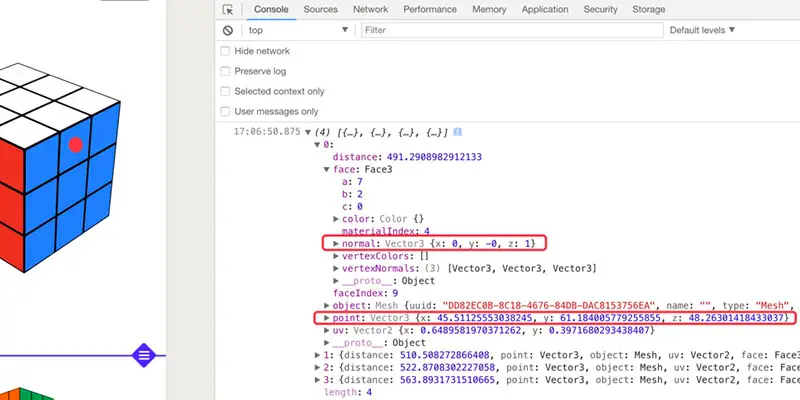 Console Sources Network Performance Memory Application Security Storage
top ▼ Filter Default levels ▼
Hide network
Preserve log
Selected context only
User messages only
17:06:50.875 ▼ (4) [{…}, {…}, {…}, {…}] i
▼ 0:
distance: 491.2908982912133
▼ face: Face3
a: 7
b: 2
c: 0
▶ color: Color {}
materialIndex: 4
▶ normal: Vector3 {x: 0, y: -0, z: 1}
▶ vertexColors: []
▶ vertexNormals: (3) [Vector3, Vector3, Vector3]
▶ __proto__: Object
faceIndex: 9
▶ object: Mesh {uuid: "DD82EC0B-8C18-4676-84DB-DAC8153756EA", name: "", type: "Mesh",
▶ point: Vector3 {x: 45.51125553038245, y: 61.184005779255855, z: 48.26301418433037}
▶ uv: Vector2 {x: 0.6489581970371262, y: 0.3971680293438407}
▶ __proto__: Object
▶ 1: {distance: 510.508272866408, point: Vector3, object: Mesh, uv: Vector2, face: Face3
▶ 2: {distance: 522.8708302227058, point: Vector3, object: Mesh, uv: Vector2, face: Fac
▶ 3: {distance: 563.8931731510665, point: Vector3, object: Mesh, uv: Vector2, face: Fac
length: 4